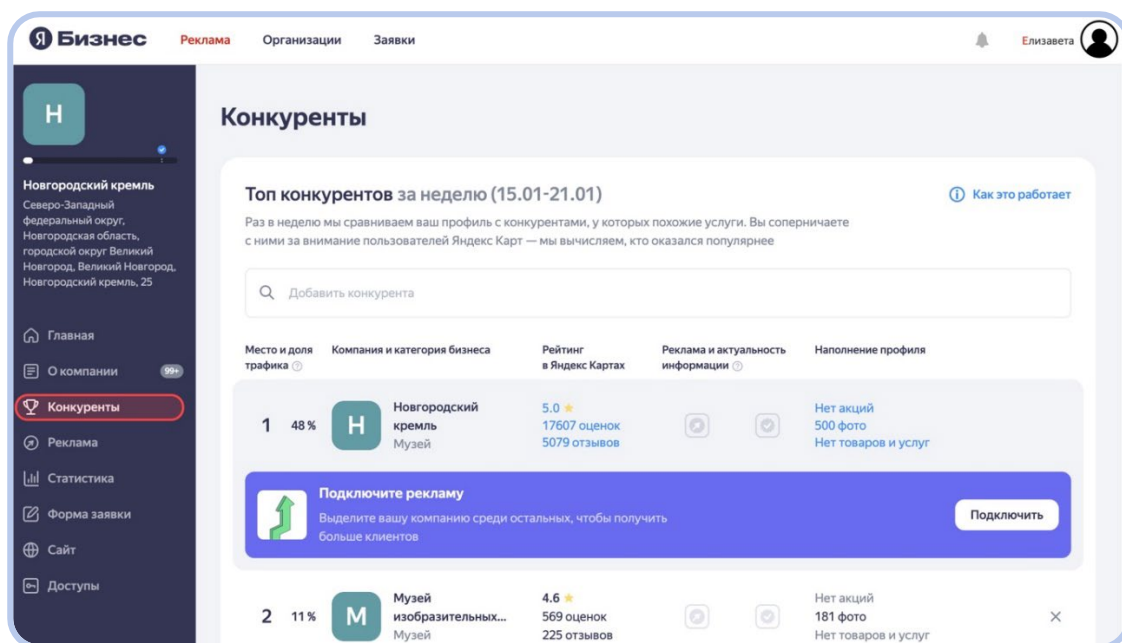 Я Бизнес
Реклама
Организации
Заявки
Елизавета
Н
Новгородский кремль
Северо-Западный
федеральный округ,
Новгородская область,
городской округ Великий
Новгород, Великий Новгород,
Новгородский кремль, 25
Главная
О компании
99+
Конкуренты
Реклама
Статистика
Форма заявки
Сайт
Доступы
Конкуренты
Топ конкурентов за неделю (15.01-21.01)
Как это работает
Раз в неделю мы сравниваем ваш профиль с конкурентами, у которых похожие услуги. Вы соперничаете
с ними за внимание пользователей Яндекс Карт — мы вычисляем, кто оказался популярнее
Добавить конкурента
Место и доля
трафика
Компания и категория бизнеса
Рейтинг
в Яндекс Картах
Реклама и актуальность
информации
Наполнение профиля
1
48 %
Н
Новгородский
кремль
Музей
5.0
17607 оценок
5079 отзывов
Нет акций
500 фото
Нет товаров и услуг
Подключите рекламу
Выделите вашу компанию среди остальных, чтобы получить
больше клиентов
Подключить
2
11 %
М
Музей
изобразительных...
Музей
4.6
569 оценок
225 отзывов
Нет акций
181 фото
Нет товаров и услуг